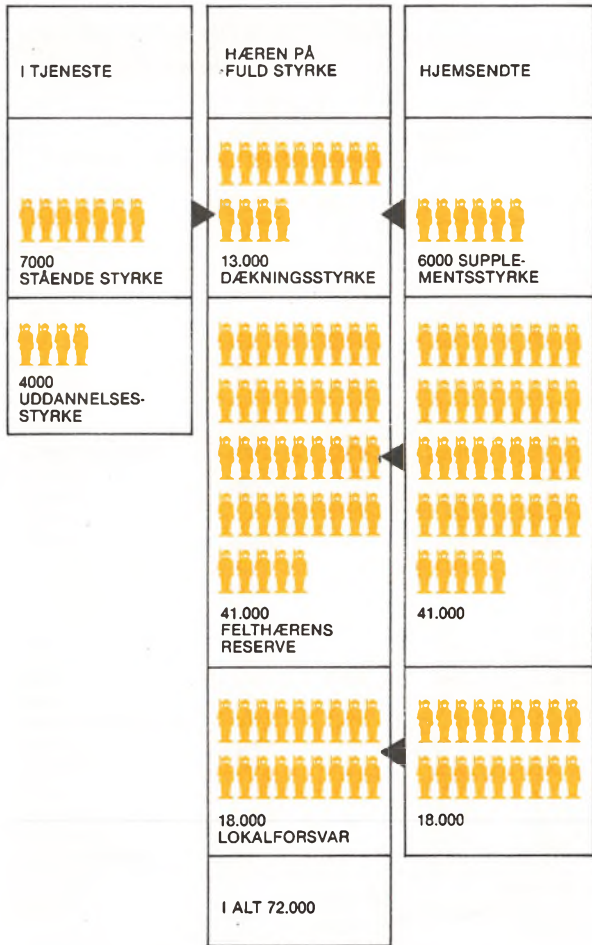 I TJENESTE
7000
STÅENDE STYRKE
4000
UDDANNELSES-
STYRKE
HÆREN PÅ
FULD STYRKE
13.000
DÆKNINGSSTYRKE
41.000
FELTHÆRENS
RESERVE
18.000
LOKALFORSVAR
I ALT 72.000
HJEMSENDTE
6000 SUPPLE-
MENTSSTYRKE
41.000
18.000